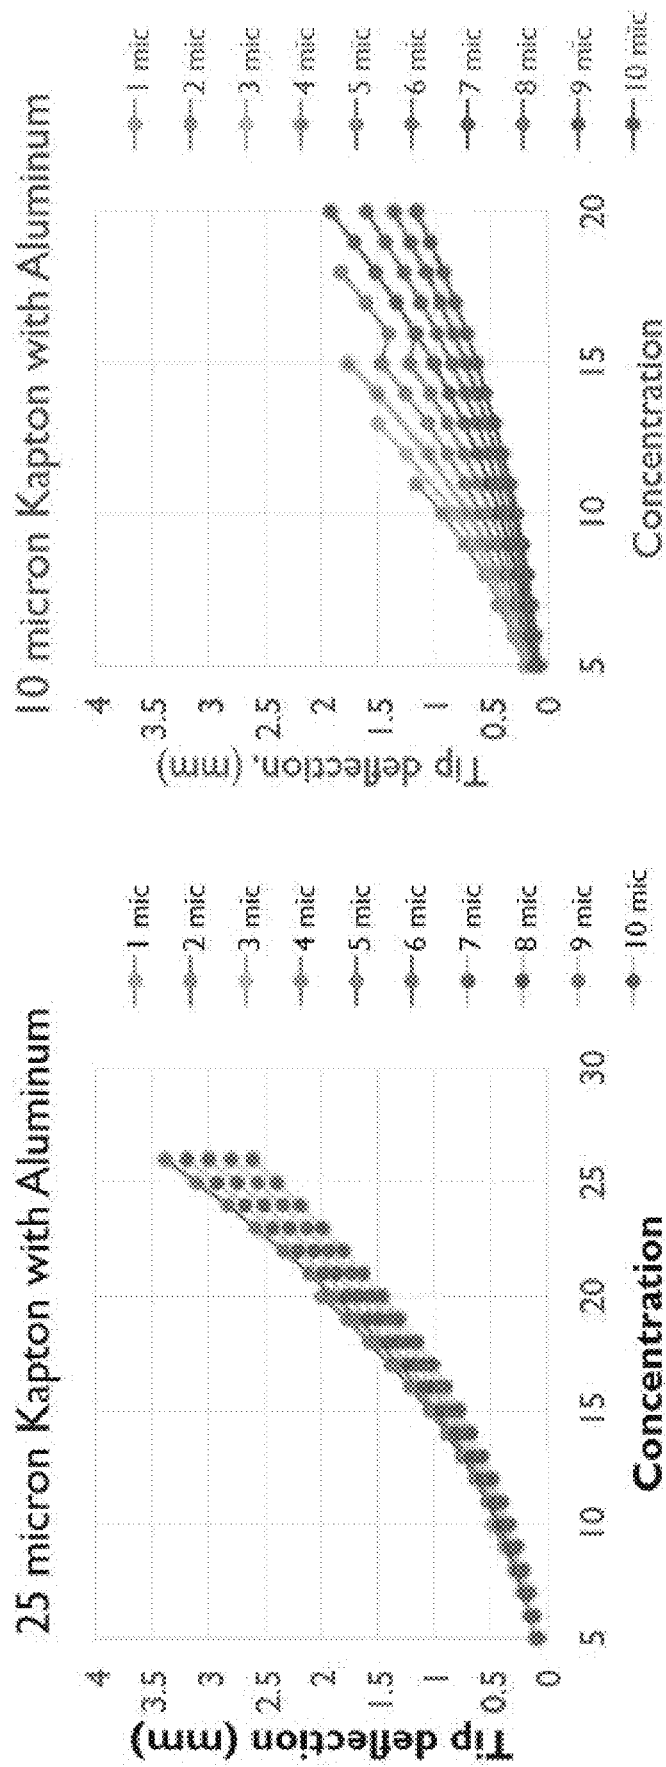 25 micron Kapton with Aluminum
Tip deflection (mm)
4
3.5
3
2.5
2
1.5
1
0.5
0
5
10
15
20
25
30
Concentration
1 mic
2 mic
3 mic
4 mic
5 mic
6 mic
7 mic
8 mic
9 mic
10 mic
10 micron Kapton with Aluminum
Tip deflection, (mm)
4
3.5
3
2.5
2
1.5
1
0.5
0
5
10
15
20
Concentration
1 mic
2 mic
3 mic
4 mic
5 mic
6 mic
7 mic
8 mic
9 mic
10 mic